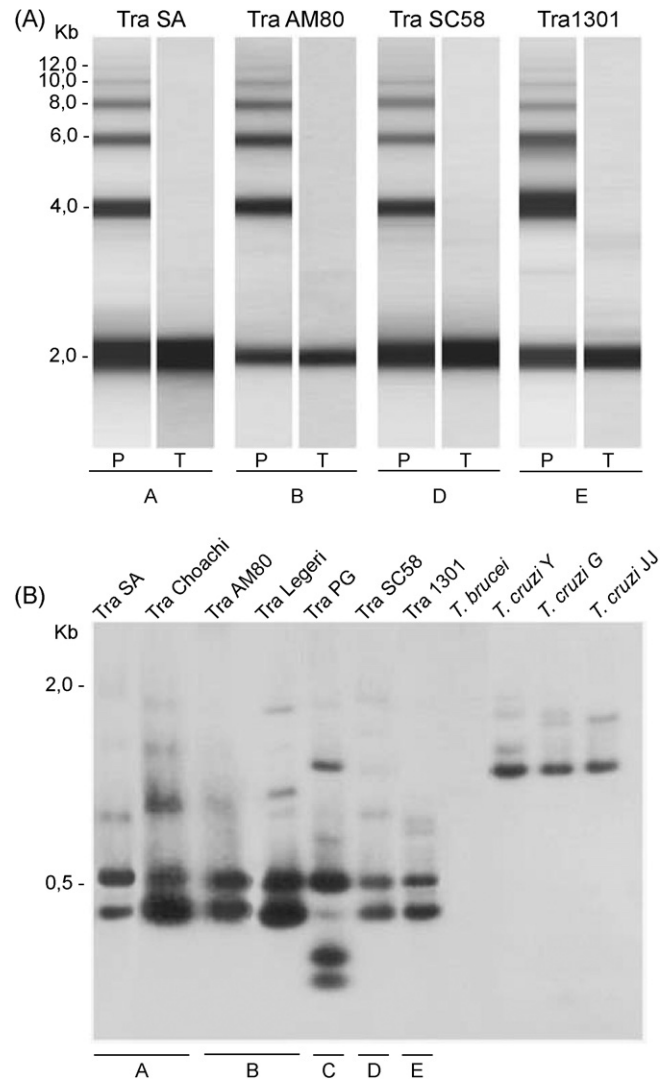 (A) Tra SA Tra AM80 Tra SC58 Tra1301
Kb
12,0 -
10,0 -
8,0 -
6,0 -
4,0 -
2,0 -
P T P T P T P T
A B D E
(B) Tra SA Tra Choachi Tra AM80 Tra Legeri Tra PG Tra SC58 Tra 1301 T. brucei T. cruzi Y T. cruzi G T. cruzi JJ
Kb
2,0 -
0,5 -
A B C D E